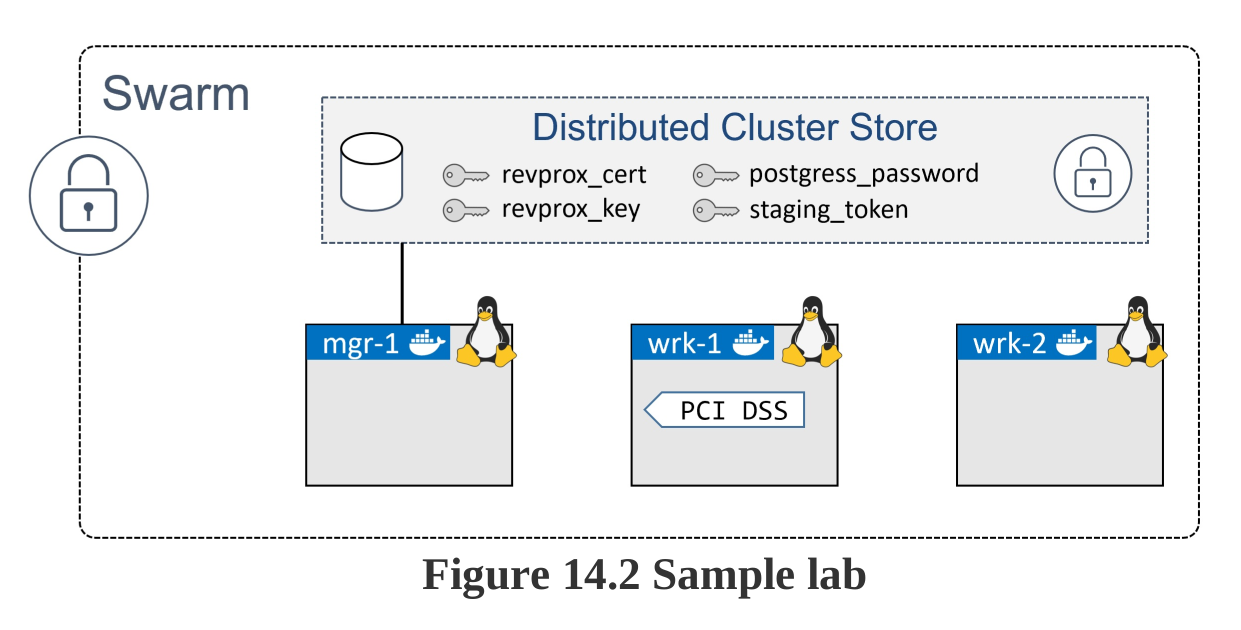 Swarm
Distributed Cluster Store
revprox_cert
postgress_password
revprox_key
staging_token
mgr-1
wrk-1
wrk-2
PCI DSS
Figure 14.2 Sample lab